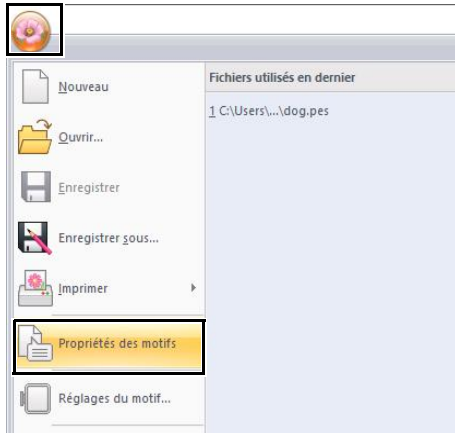 Nouveau
Ouvrir...
Enregistrer
Enregistrer sous...
Imprimer
Propriétés des motifs
Réglages du motif...
Fichiers utilisés en dernier
1 C:\Users\...\dog.pes